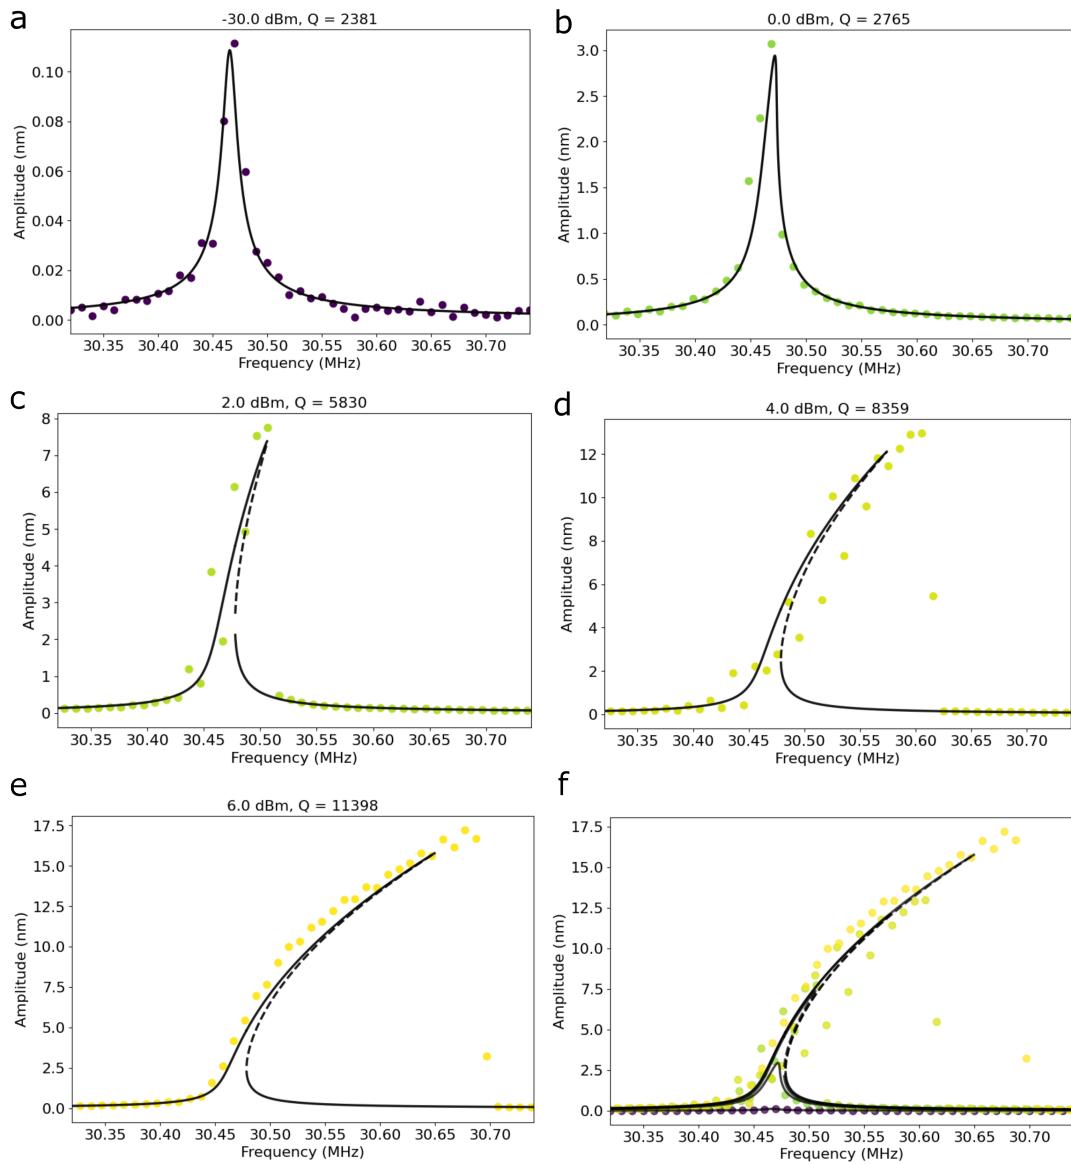 a
-30.0 dBm, Q = 2381
Amplitude (nm)
0.10
0.08
0.06
0.04
0.02
0.00
30.35 30.40 30.45 30.50 30.55 30.60 30.65 30.70
Frequency (MHz)
b
0.0 dBm, Q = 2765
Amplitude (nm)
3.0
2.5
2.0
1.5
1.0
0.5
0.0
30.35 30.40 30.45 30.50 30.55 30.60 30.65 30.70
Frequency (MHz)
c
2.0 dBm, Q = 5830
Amplitude (nm)
8
7
6
5
4
3
2
1
0
30.35 30.40 30.45 30.50 30.55 30.60 30.65 30.70
Frequency (MHz)
d
4.0 dBm, Q = 8359
Amplitude (nm)
12
10
8
6
4
2
0
30.35 30.40 30.45 30.50 30.55 30.60 30.65 30.70
Frequency (MHz)
e
6.0 dBm, Q = 11398
Amplitude (nm)
17.5
15.0
12.5
10.0
7.5
5.0
2.5
0.0
30.35 30.40 30.45 30.50 30.55 30.60 30.65 30.70
Frequency (MHz)
f
Amplitude (nm)
17.5
15.0
12.5
10.0
7.5
5.0
2.5
0.0
30.35 30.40 30.45 30.50 30.55 30.60 30.65 30.70
Frequency (MHz)